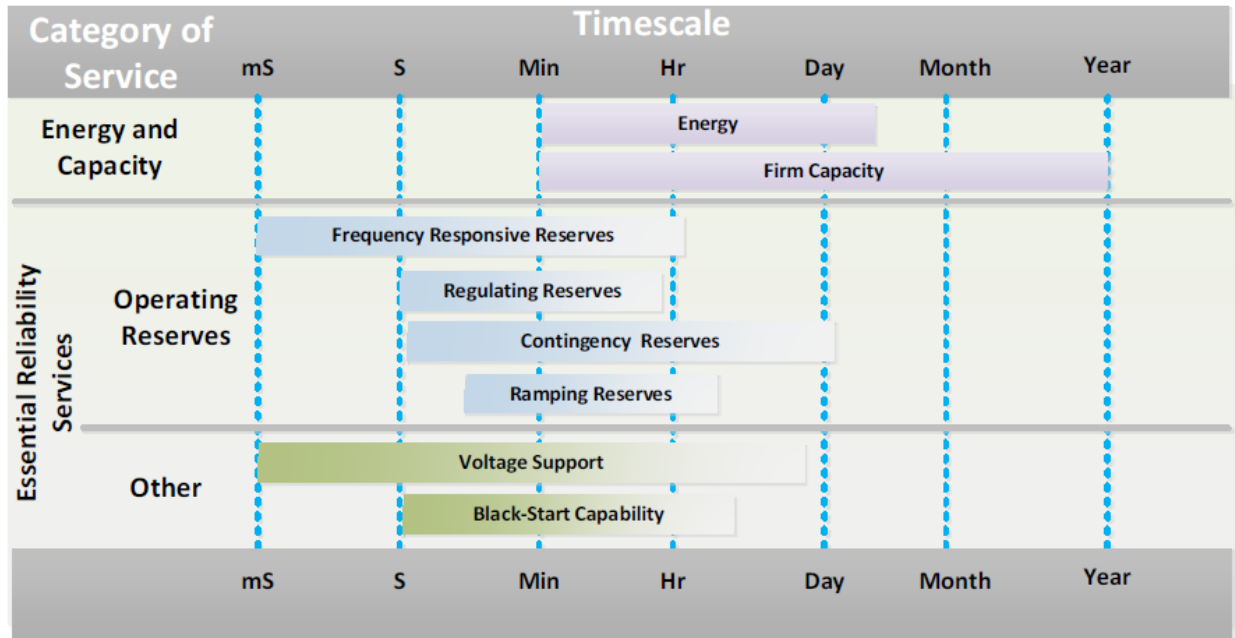 Category of
Service
Timescale
mS S Min Hr Day Month Year
Energy and
Capacity
Energy
Firm Capacity
Essential Reliability
Services
Operating
Reserves
Frequency Responsive Reserves
Regulating Reserves
Contingency Reserves
Ramping Reserves
Other
Voltage Support
Black-Start Capability
mS S Min Hr Day Month Year